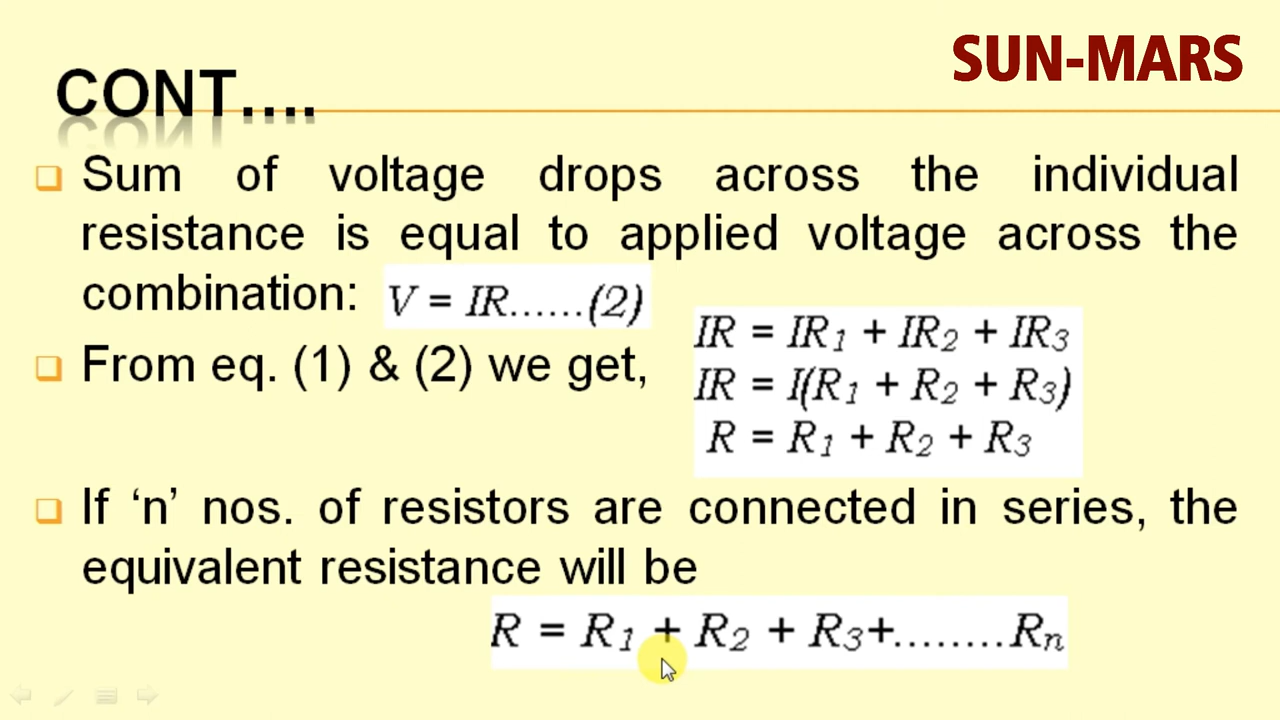 SUN-MARS
CONT....
Sum of voltage drops across the individual
resistance is equal to applied voltage across the
combination: V = IR......(2)
IR = IR₁ + IR₂ + IR₃
From eq. (1) & (2) we get,
IR = I(R₁ + R₂ + R₃)
R = R₁ + R₂ + R₃
If ‘n’ nos. of resistors are connected in series, the
equivalent resistance will be
R = R₁ + R₂ + R₃+........Rₙ